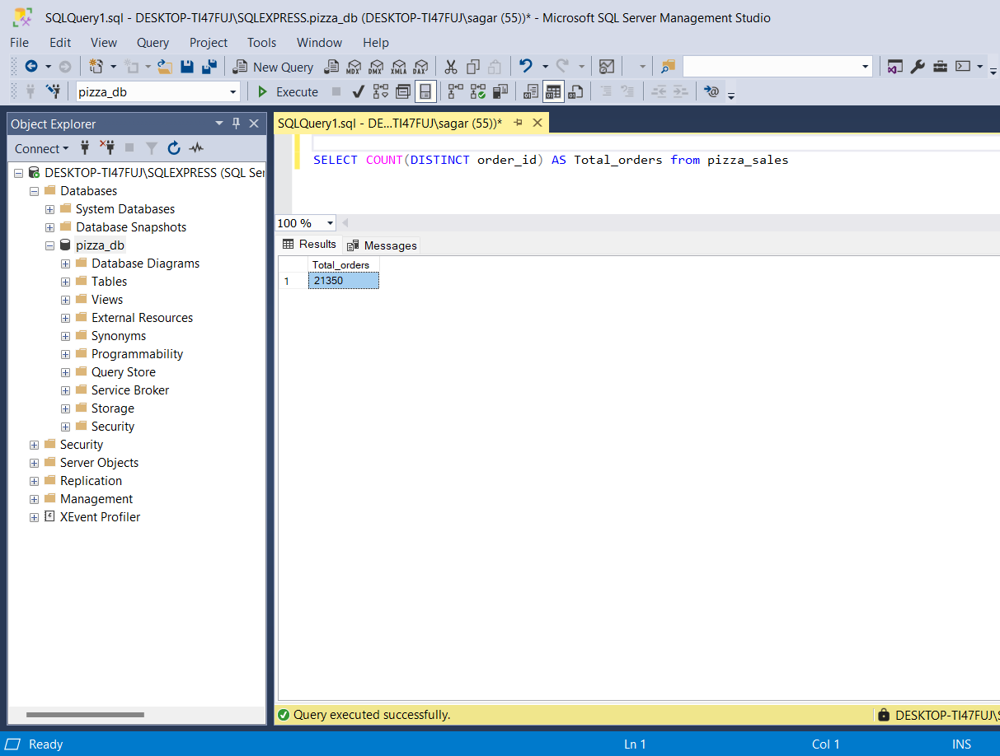 SQLQuery1.sql - DESKTOP-TI47FUJ\SQLEXPRESS.pizza_db (DESKTOP-TI47FUJ\sagar (55))* - Microsoft SQL Server Management Studio
File Edit View Query Project Tools Window Help
New Query MDX DMX XMLA DAX
pizza_db Execute
Object Explorer
Connect
DESKTOP-TI47FUJ\SQLEXPRESS (SQL Ser
Databases
System Databases
Database Snapshots
pizza_db
Database Diagrams
Tables
Views
External Resources
Synonyms
Programmability
Query Store
Service Broker
Storage
Security
Security
Server Objects
Replication
Management
XEvent Profiler
SQLQuery1.sql - DE...TI47FUJ\sagar (55))*
SELECT COUNT(DISTINCT order_id) AS Total_orders from pizza_sales
100 %
Results Messages
Total_orders
1 21350
Query executed successfully. DESKTOP-TI47FUJ\S
Ready Ln 1 Col 1 INS